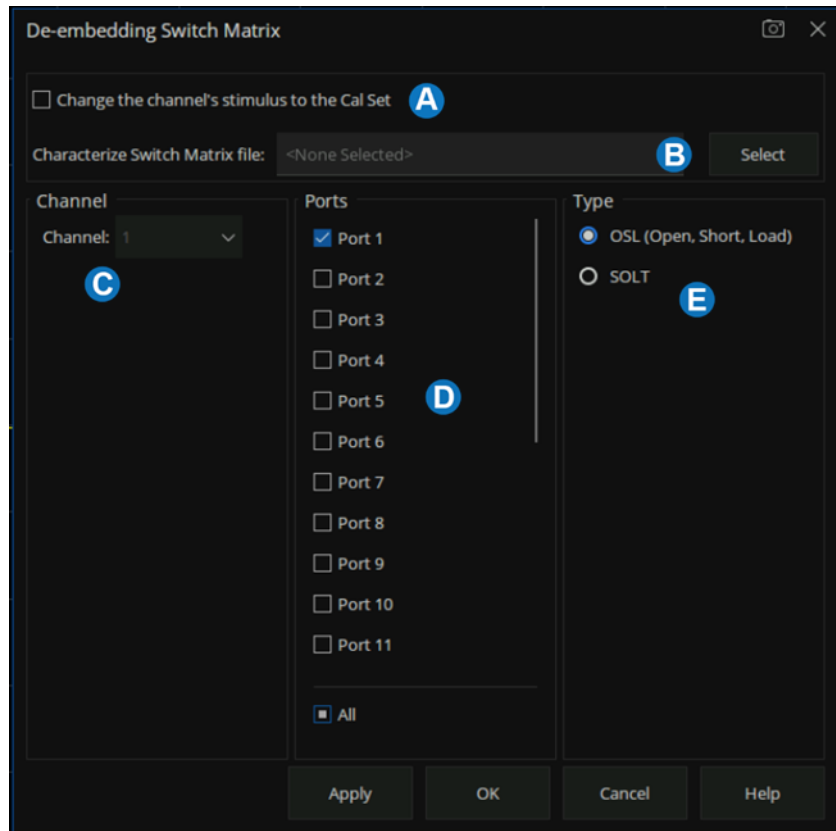 De-embedding Switch Matrix
Change the channel's stimulus to the Cal Set A
Characterize Switch Matrix file: <None Selected> B Select
Channel
Channel: 1
C
Ports
Port 1
Port 2
Port 3
Port 4
Port 5
D
Port 6
Port 7
Port 8
Port 9
Port 10
Port 11
All
Type
OSL (Open, Short, Load)
SOLT
E
Apply OK Cancel Help